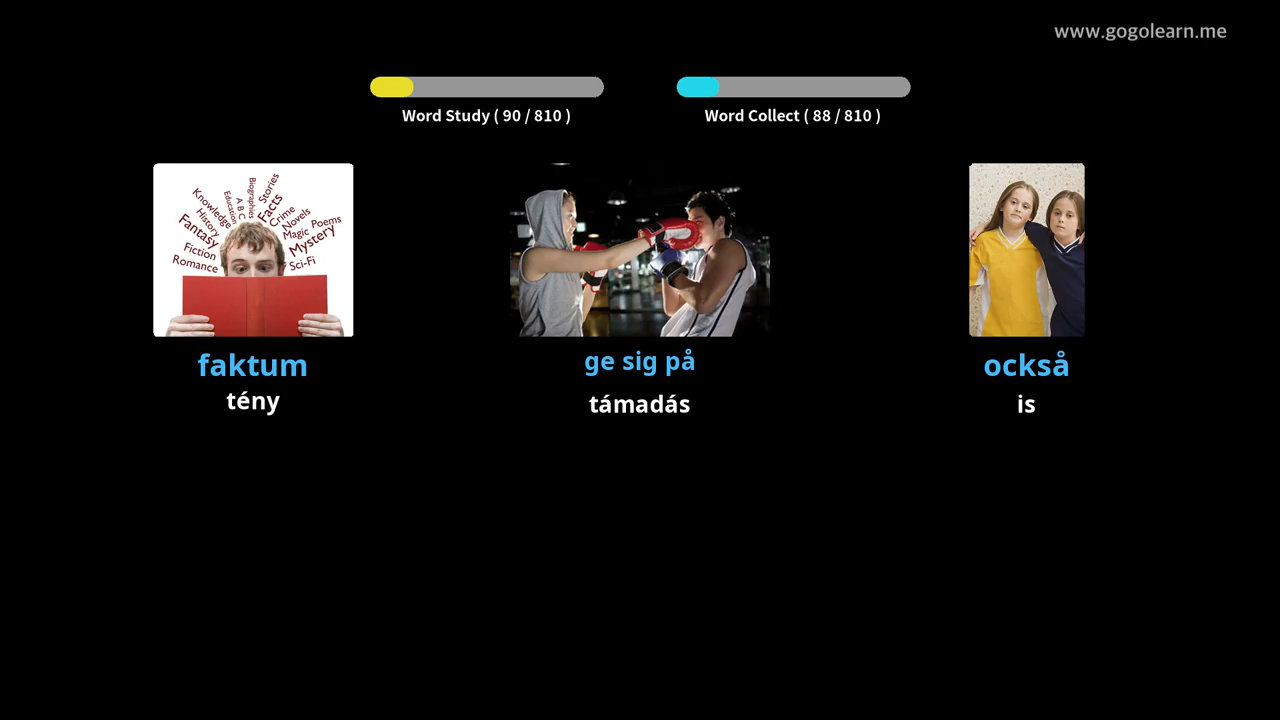 www.gogolearn.me
Word Study ( 90 / 810 )
Word Collect ( 88 / 810 )
Stories
Biographies
Facts
A B C
Education
Knowledge
Crime
Novels
History
Poems
Magic
Fantasy
Mystery
Fiction
Sci-Fi
Romance
faktum
ge sig på
också
tény
támadás
is